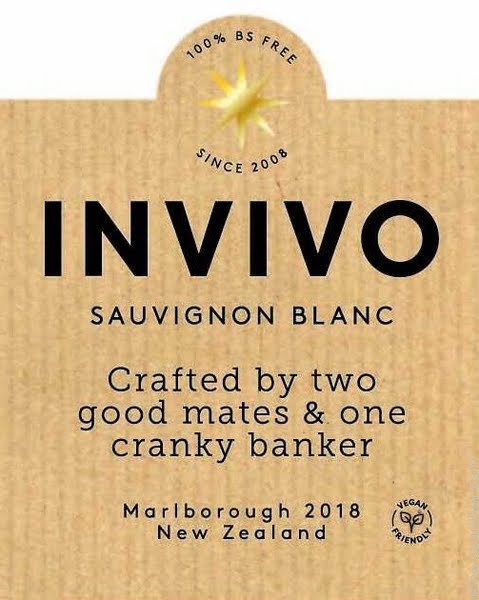 100% BS FREE
SINCE 2008
INVIVO
SAUVIGNON BLANC
Crafted by two
good mates & one
cranky banker
Marlborough 2018
New Zealand
VEGAN
FRIENDLY